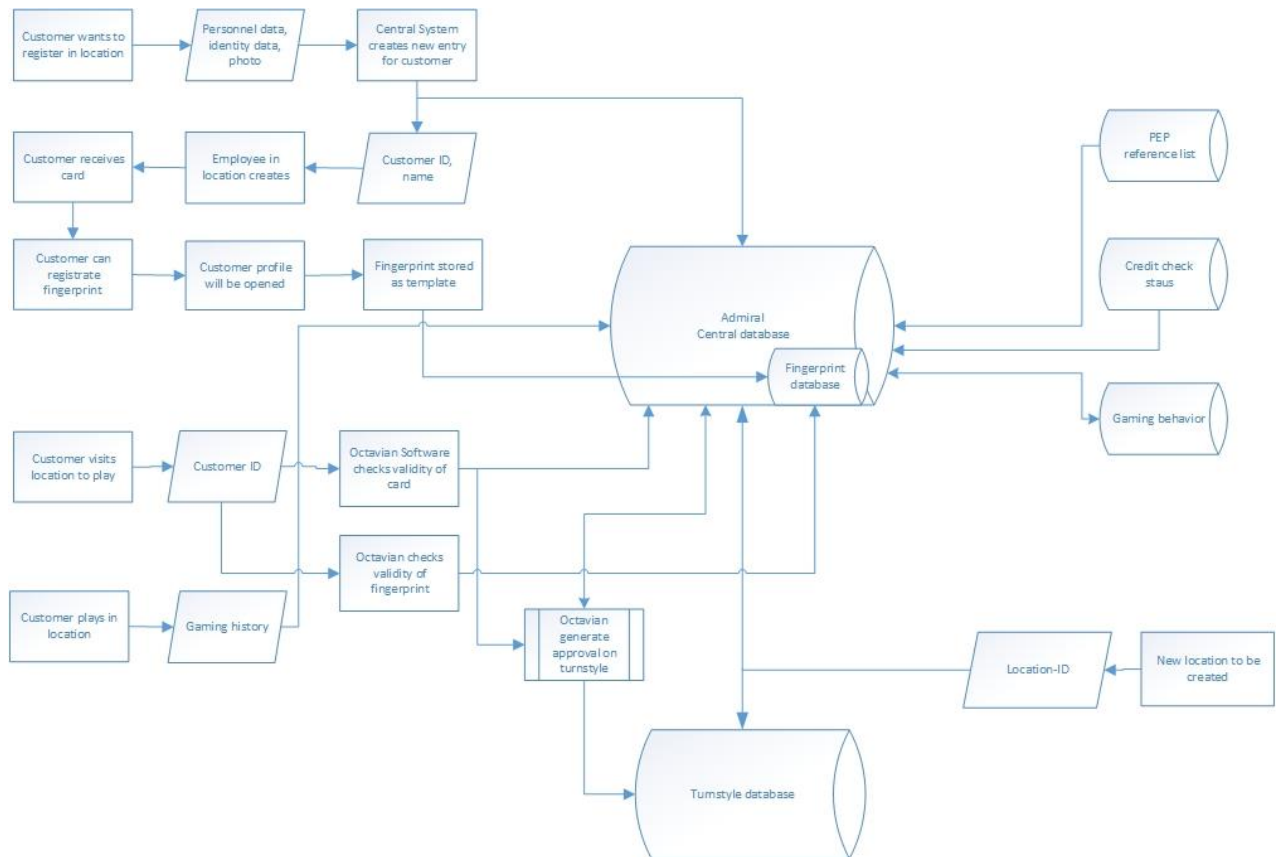 Customer wants to
register in location
Personnel data,
identity data,
photo
Central System
creates new entry
for customer
Customer receives
card
Employee in
location creates
Customer ID,
name
PEP
reference list
Customer can
registrate
fingerprint
Customer profile
will be opened
Fingerprint stored
as template
Admiral
Central database
Fingerprint
database
Credit check
staus
Gaming behavior
Customer visits
location to play
Customer ID
Octavian Software
checks validity of
card
Octavian checks
validity of
fingerprint
Customer plays in
location
Gaming history
Octavian
generate
approval on
turnstyle
Location-ID
New location to be
created
Turnstyle database